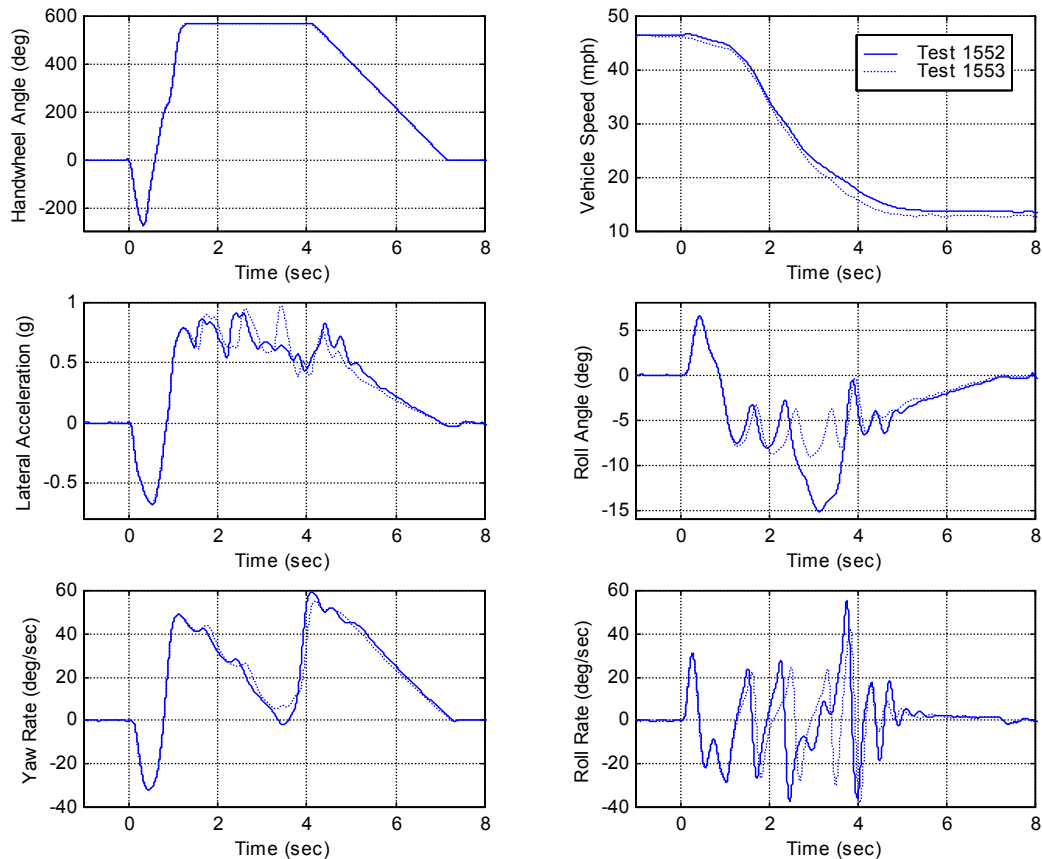 600
400
200
0
-200
Handwheel Angle (deg)
0 2 4 6 8
Time (sec)
50
40
30
20
10
Vehicle Speed (mph)
Test 1552
Test 1553
0 2 4 6 8
Time (sec)
1
0.5
0
-0.5
Lateral Acceleration (g)
0 2 4 6 8
Time (sec)
5
0
-5
-10
-15
Roll Angle (deg)
0 2 4 6 8
Time (sec)
60
40
20
0
-20
-40
Yaw Rate (deg/sec)
0 2 4 6 8
Time (sec)
60
40
20
0
-20
-40
Roll Rate (deg/sec)
0 2 4 6 8
Time (sec)